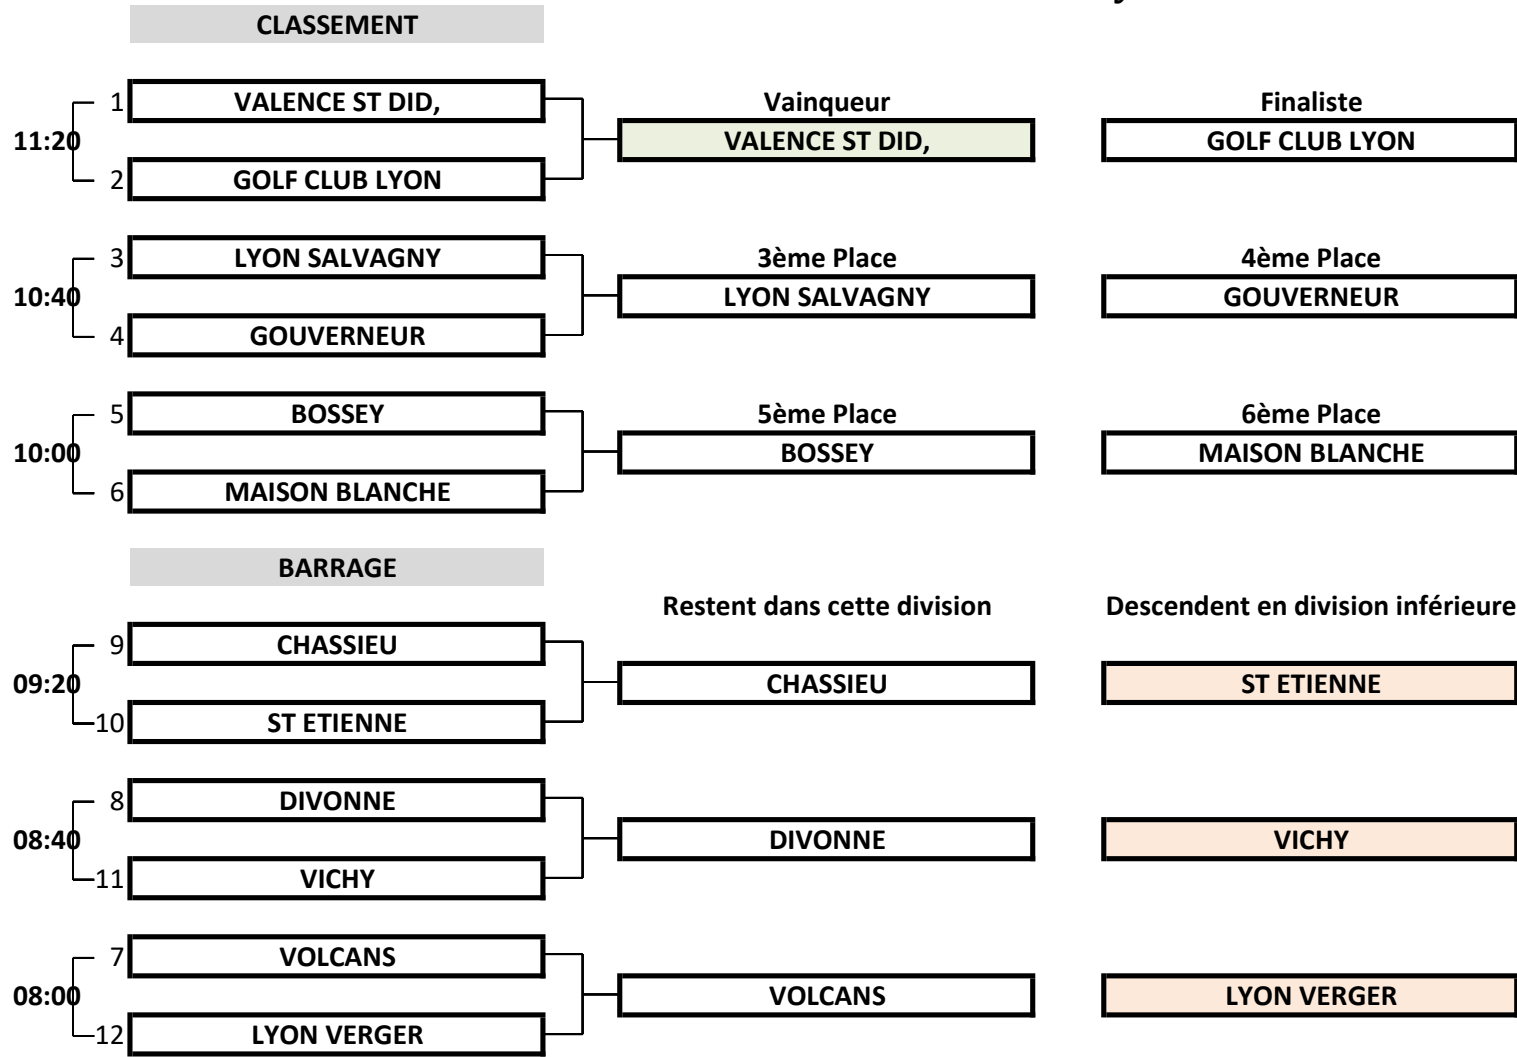 CLASSEMENT
1 VALENCE ST DID, Vainqueur Finaliste
11:20 VALENCE ST DID, GOLF CLUB LYON
2 GOLF CLUB LYON
3 LYON SALVAGNY 3ème Place 4ème Place
10:40 LYON SALVAGNY GOUVERNEUR
4 GOUVERNEUR
5 BOSSEY 5ème Place 6ème Place
10:00 BOSSEY MAISON BLANCHE
6 MAISON BLANCHE
BARRAGE
Restent dans cette division Descendent en division inférieure
9 CHASSIEU
09:20 CHASSIEU ST ETIENNE
10 ST ETIENNE
8 DIVONNE
08:40 DIVONNE VICHY
11 VICHY
7 VOLCANS
08:00 VOLCANS LYON VERGER
12 LYON VERGER